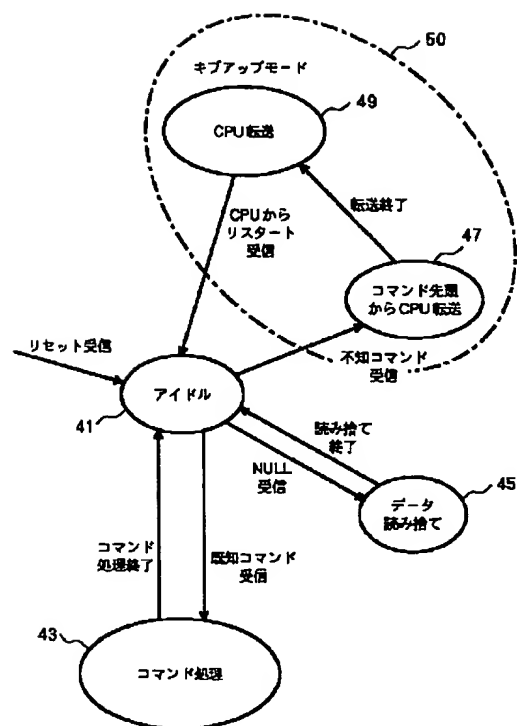 50
キブアップモード
49
CPU転送
転送終了
47
CPUから
リスタート
受信
コマンド先頭
からCPU転送
リセット受信
不知コマンド
受信
アイドル
41
読み捨て
終了
NULL
受信
45
データ
読み捨て
コマンド
処理終了
既知コマンド
受信
43
コマンド処理